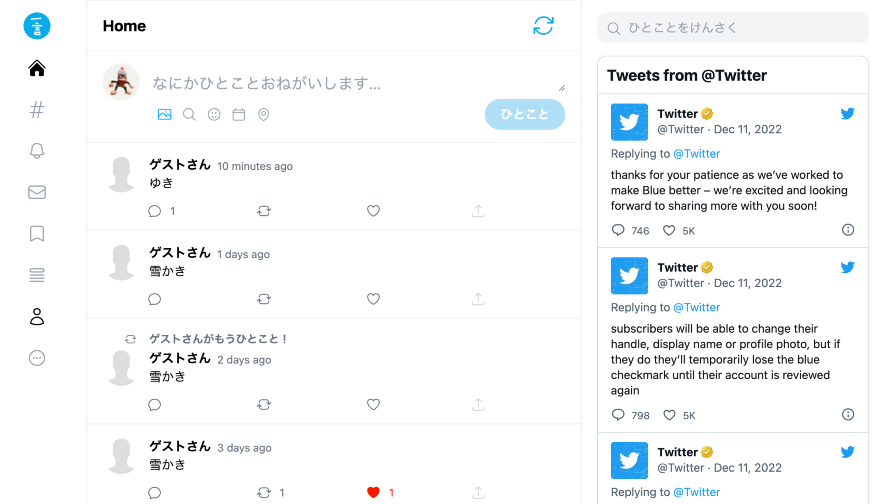 一言
Home
なにかひとことおねがいします...
ひとこと
ゲストさん 10 minutes ago
ゆき
1
ゲストさん 1 days ago
雪かき
ゲストさんがもうひとこと！
ゲストさん 2 days ago
雪かき
ゲストさん 3 days ago
雪かき
1 1
ひとことをけんさく
Tweets from @Twitter
Twitter
@Twitter · Dec 11, 2022
Replying to @Twitter
thanks for your patience as we’ve worked to
make Blue better – we’re excited and looking
forward to sharing more with you soon!
746 5K
Twitter
@Twitter · Dec 11, 2022
Replying to @Twitter
subscribers will be able to change their
handle, display name or profile photo, but if
they do they’ll temporarily lose the blue
checkmark until their account is reviewed
again
798 5K
Twitter
@Twitter · Dec 11, 2022
Replying to @Twitter